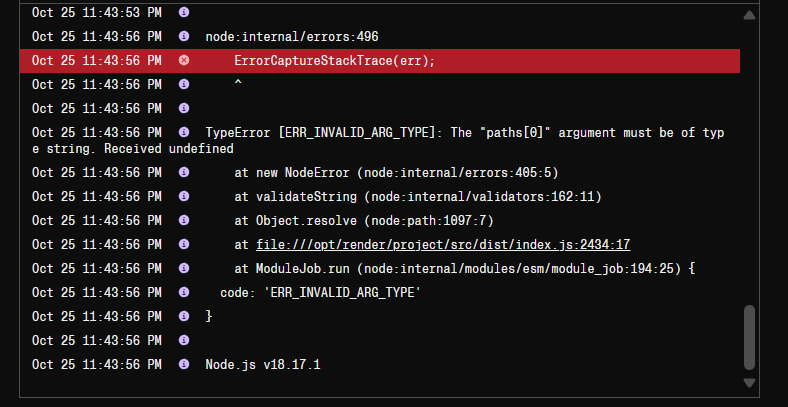 Oct 25 11:43:53 PM
Oct 25 11:43:56 PM node:internal/errors:496
Oct 25 11:43:56 PM ErrorCaptureStackTrace(err);
Oct 25 11:43:56 PM ^
Oct 25 11:43:56 PM
Oct 25 11:43:56 PM TypeError [ERR_INVALID_ARG_TYPE]: The "paths[0]" argument must be of typ
e string. Received undefined
Oct 25 11:43:56 PM at new NodeError (node:internal/errors:405:5)
Oct 25 11:43:56 PM at validateString (node:internal/validators:162:11)
Oct 25 11:43:56 PM at Object.resolve (node:path:1097:7)
Oct 25 11:43:56 PM at file:///opt/render/project/src/dist/index.js:2434:17
Oct 25 11:43:56 PM at ModuleJob.run (node:internal/modules/esm/module_job:194:25) {
Oct 25 11:43:56 PM code: 'ERR_INVALID_ARG_TYPE'
Oct 25 11:43:56 PM }
Oct 25 11:43:56 PM
Oct 25 11:43:56 PM Node.js v18.17.1